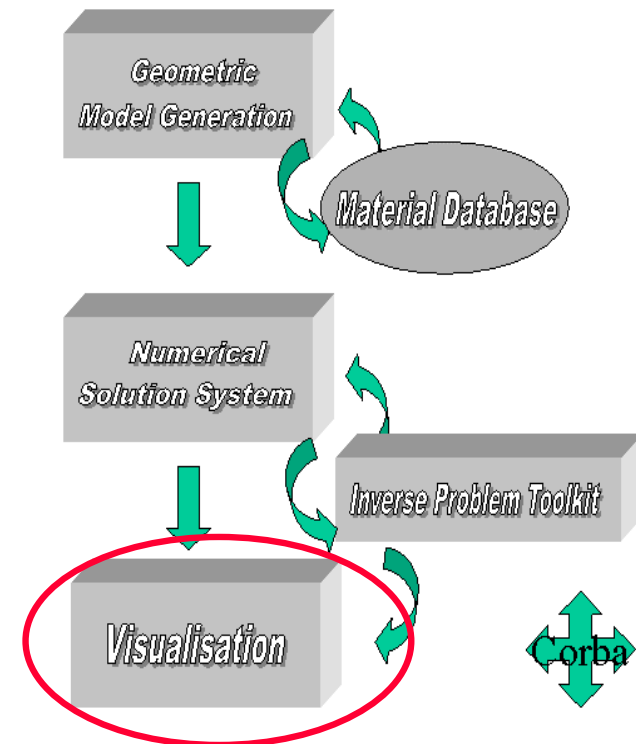 Geometric
Model Generation
Material Database
Numerical
Solution System
Inverse Problem Toolkit
Visualisation
Corba